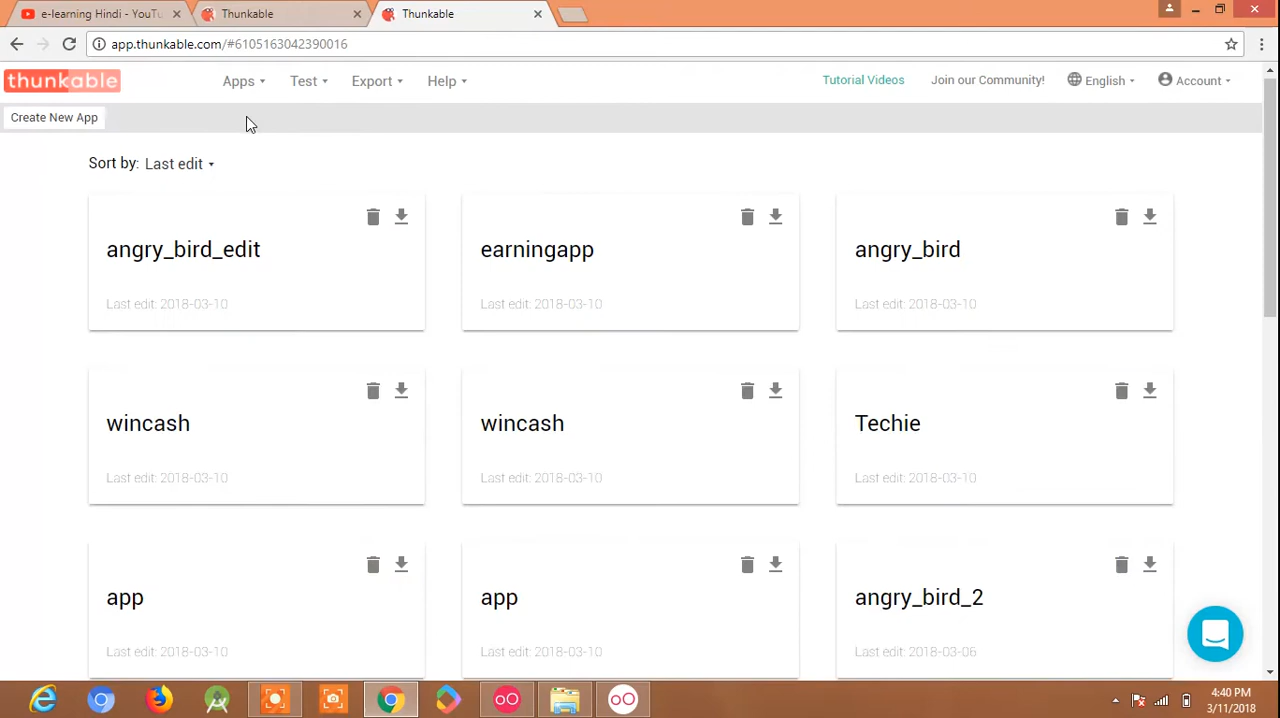 e-learning Hindi - YouTu
Thunkable
Thunkable
app.thunkable.com/#6105163042390016
thunkable
Apps
Test
Export
Help
Tutorial Videos
Join our Community!
English
Account
Create New App
Sort by: Last edit
angry_bird_edit
Last edit: 2018-03-10
earningapp
Last edit: 2018-03-10
angry_bird
Last edit: 2018-03-10
wincash
Last edit: 2018-03-10
wincash
Last edit: 2018-03-10
Techie
Last edit: 2018-03-10
app
Last edit: 2018-03-10
app
Last edit: 2018-03-10
angry_bird_2
Last edit: 2018-03-06
4:40 PM
3/11/2018